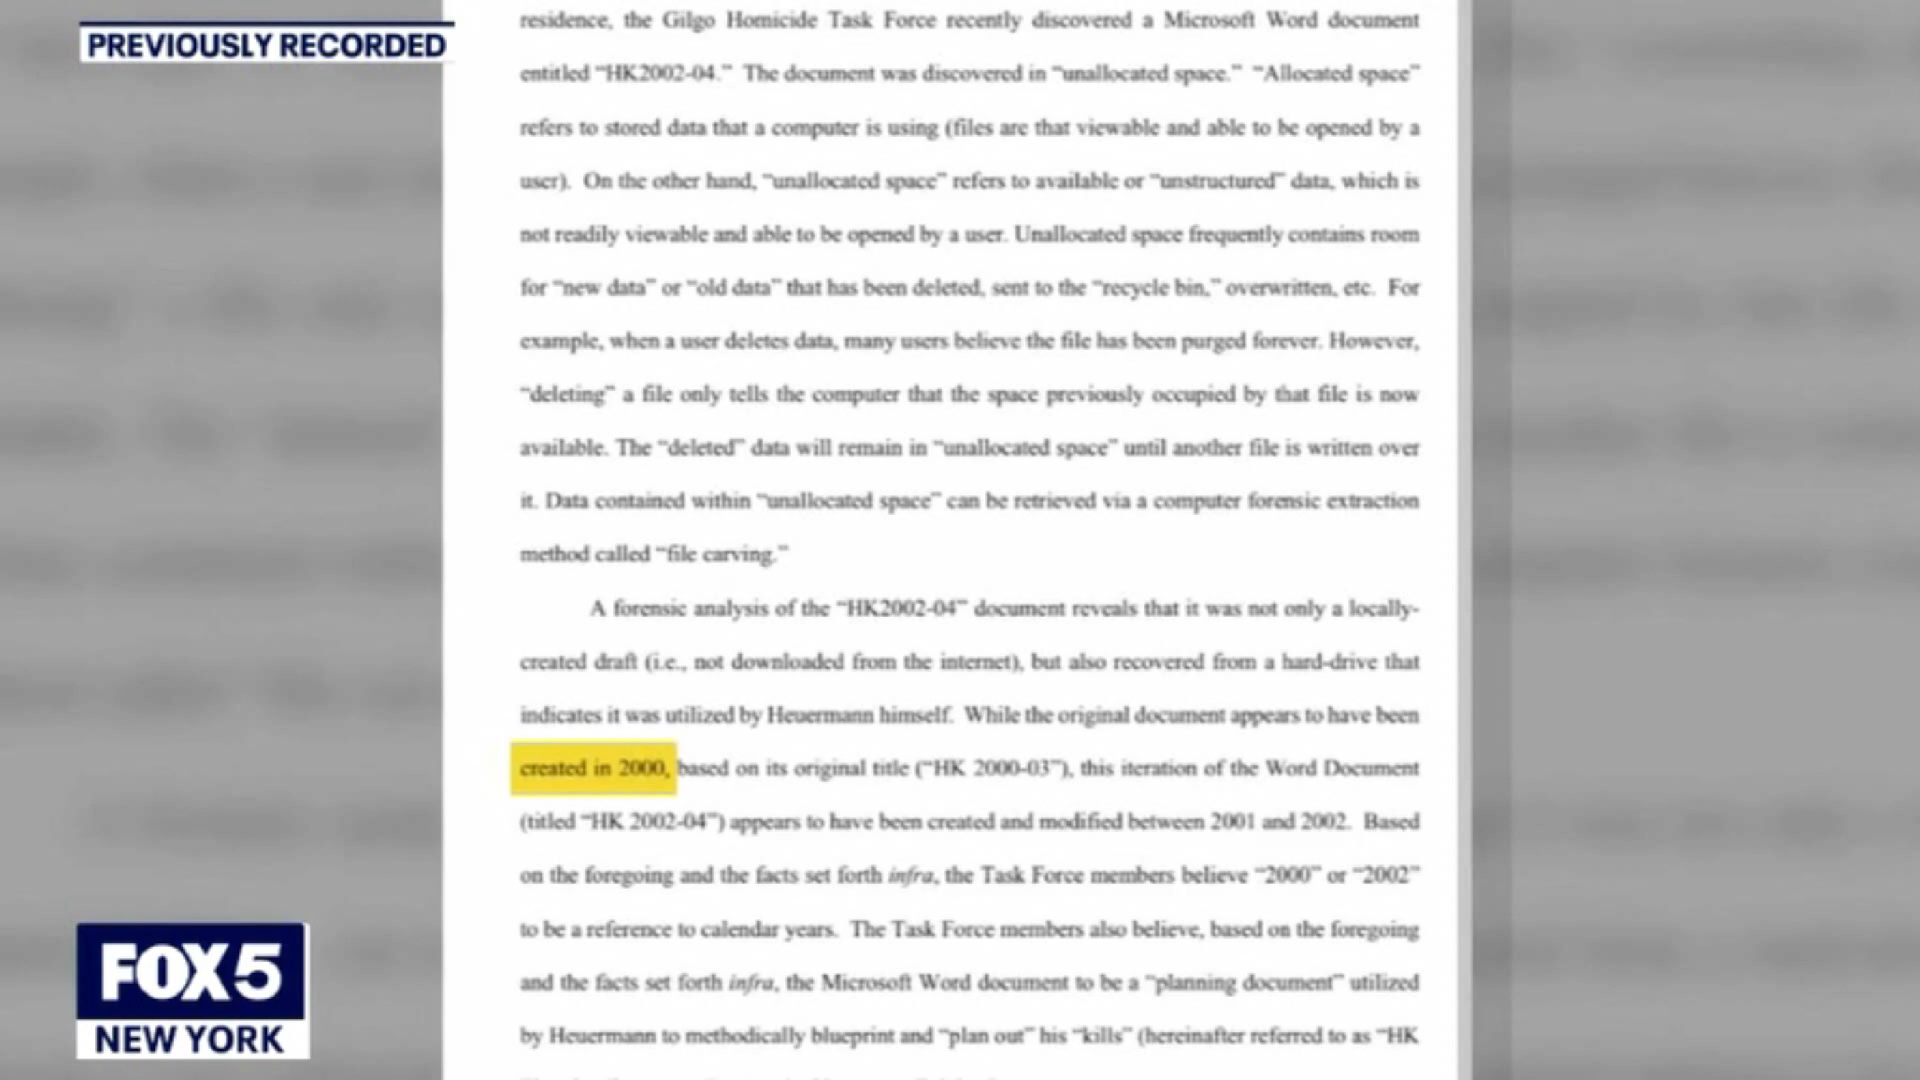 PREVIOUSLY RECORDED
residence, the Gilgo Homicide Task Force recently discovered a Microsoft Word document
entitled “HK2002-04.” The document was discovered in “unallocated space.” “Allocated space”
refers to stored data that a computer is using (files are that viewable and able to be opened by a
user). On the other hand, “unallocated space” refers to available or “unstructured” data, which is
not readily viewable and able to be opened by a user. Unallocated space frequently contains room
for “new data” or “old data” that has been deleted, sent to the “recycle bin,” overwritten, etc. For
example, when a user deletes data, many users believe the file has been purged forever. However,
“deleting” a file only tells the computer that the space previously occupied by that file is now
available. The “deleted” data will remain in “unallocated space” until another file is written over
it. Data contained within “unallocated space” can be retrieved via a computer forensic extraction
method called “file carving.”
A forensic analysis of the “HK2002-04” document reveals that it was not only a locally-
created draft (i.e., not downloaded from the internet), but also recovered from a hard-drive that
indicates it was utilized by Heuermann himself. While the original document appears to have been
created in 2000, based on its original title (“HK 2000-03”), this iteration of the Word Document
(titled “HK 2002-04”) appears to have been created and modified between 2001 and 2002. Based
on the foregoing and the facts set forth infra, the Task Force members believe “2000” or “2002”
to be a reference to calendar years. The Task Force members also believe, based on the foregoing
and the facts set forth infra, the Microsoft Word document to be a “planning document” utilized
by Heuermann to methodically blueprint and “plan out” his “kills” (hereinafter referred to as “HK
FOX 5
NEW YORK